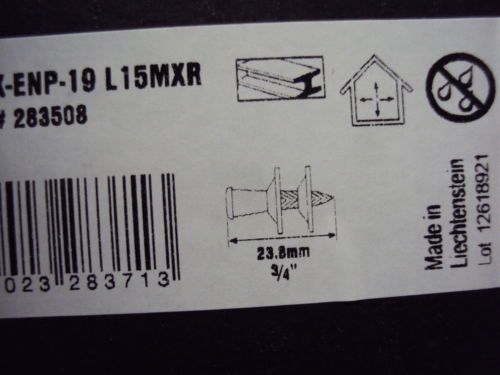 X-ENP-19 L15MXR
# 283508
023 283713
23.8mm
3/4"
Made in
Liechtenstein
Lot 12618921